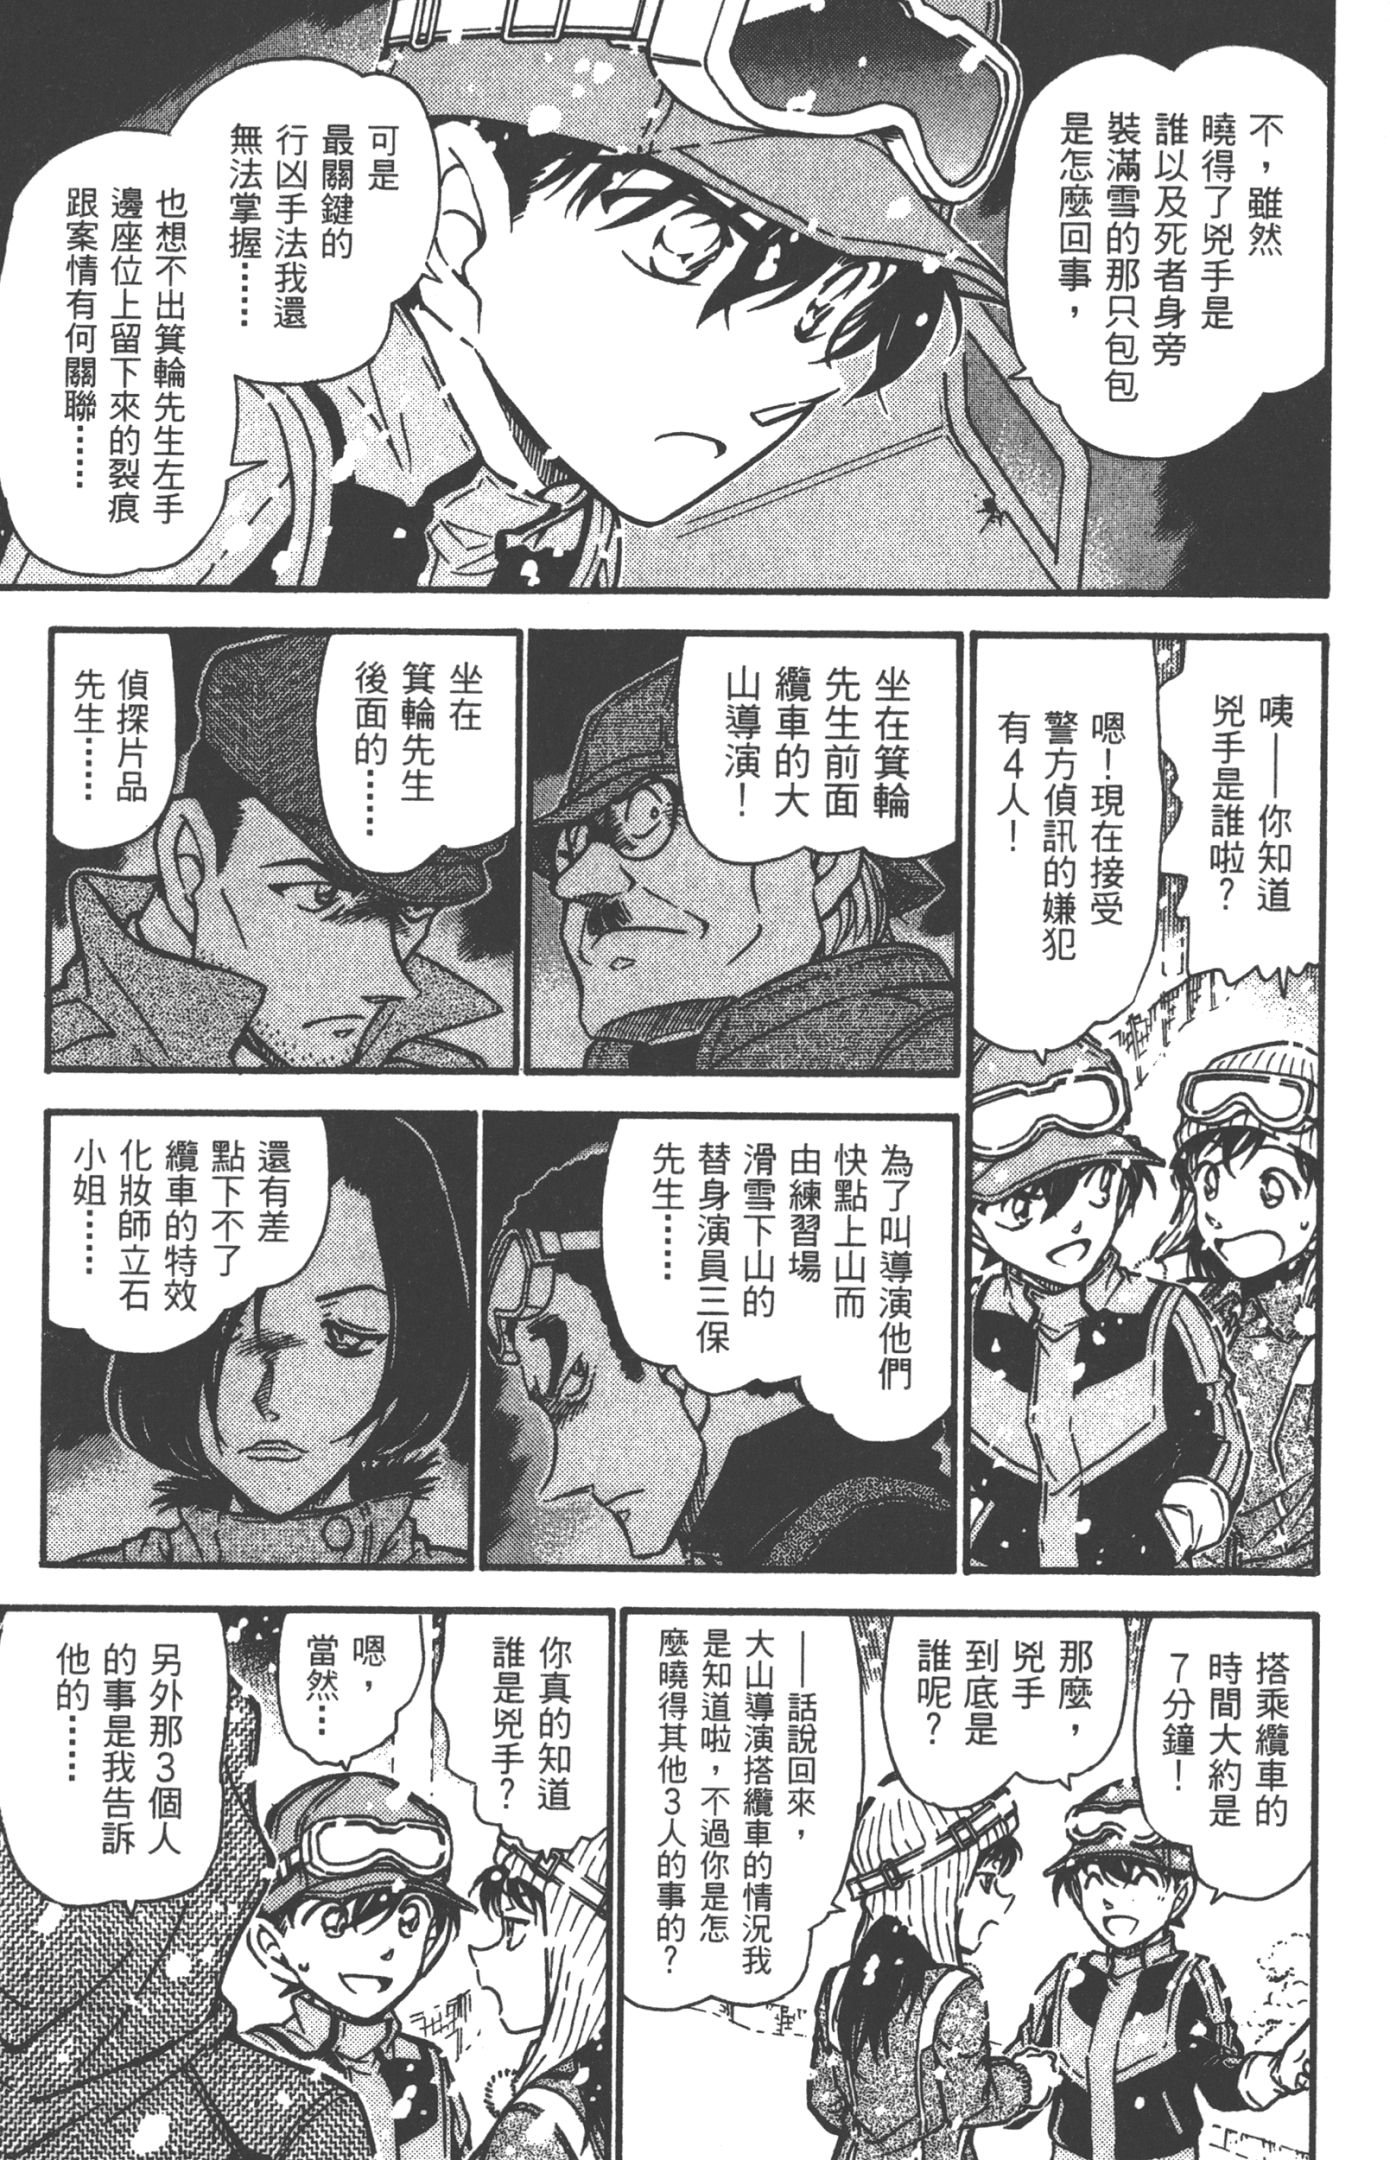 不，雖然
曉得了兇手是
誰以及死者身旁
裝滿雪的那只包包
是怎麼回事，
可是
最關鍵的
行凶手法我還
無法掌握……
也想不出箕輪先生左手
邊座位上留下來的裂痕
跟案情有何關聯……
咦——你知道
兇手是誰啦？
嗯！現在接受
警方偵訊的嫌犯
有4人！
坐在箕輪
先生前面
纜車的大
山導演！
坐在
箕輪先生
後面的……
偵探片品
先生……
為了叫導演他們
快點上山而
由練習場
滑雪下山的
替身演員三保
先生……
還有差
點下不了
纜車的特效
化妝師立石
小姐……
搭乘纜車的
時間大約是
7分鐘！
那麼，
兇手
到底是
誰呢？
——話說回來，
大山導演搭纜車的情況我
是知道啦，不過你是怎
麼曉得其他3人的事的？
你真的知道
誰是兇手？
嗯，
當然…
另外那3個人
的事是我告訴
他的……